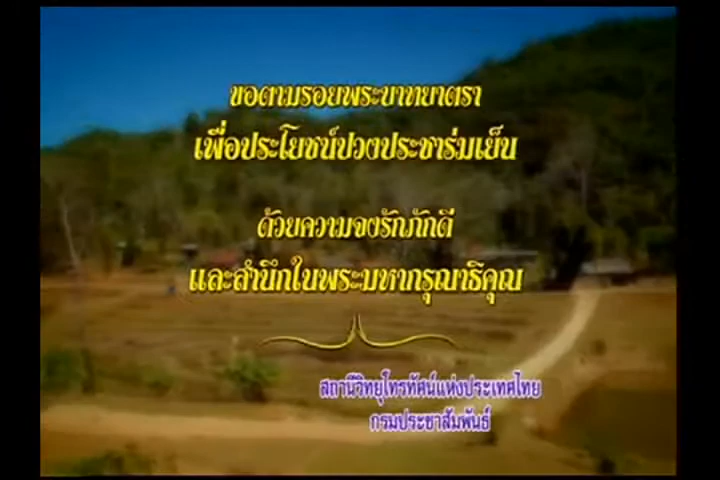 ขอตามรอยพระบาทยาตรา
เพื่อประโยชน์ปวงประชาร่มเย็น
ด้วยความจงรักภักดี
และสำนึกในพระมหากรุณาธิคุณ
สถานีวิทยุโทรทัศน์แห่งประเทศไทย
กรมประชาสัมพันธ์